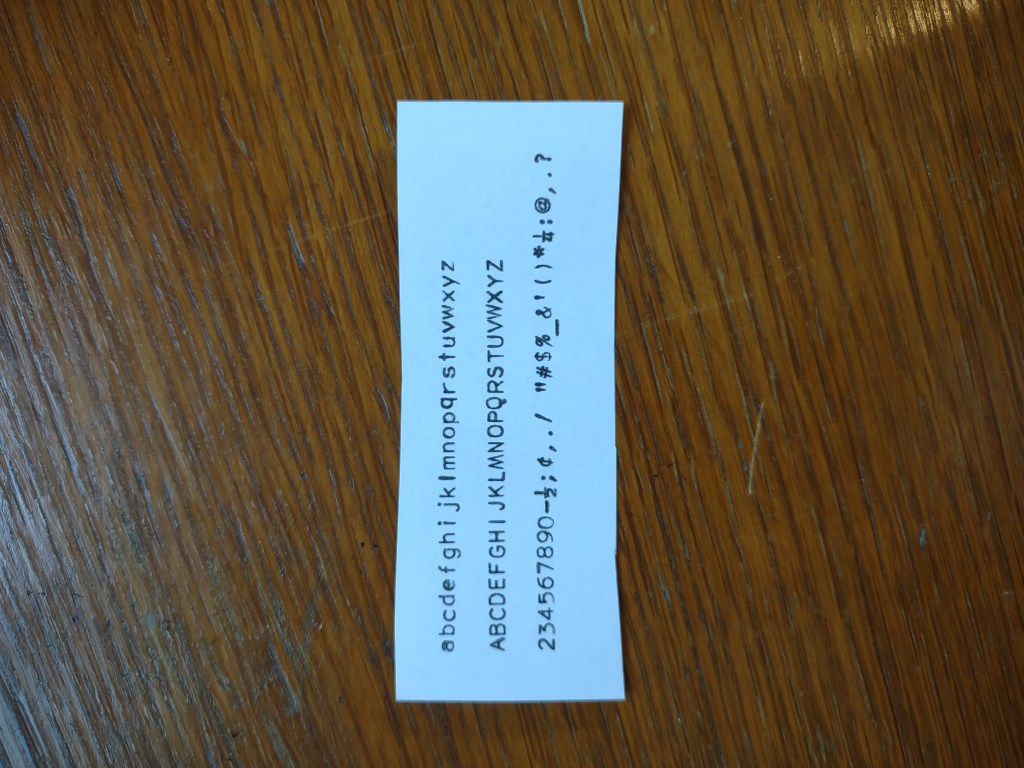 abcdefghijklmnopqrstuvwxyz
ABCDEFGHIJKLMNOPQRSTUVWXYZ
234567890-½;¢,./ "#$%_&'()*¼:@,.?